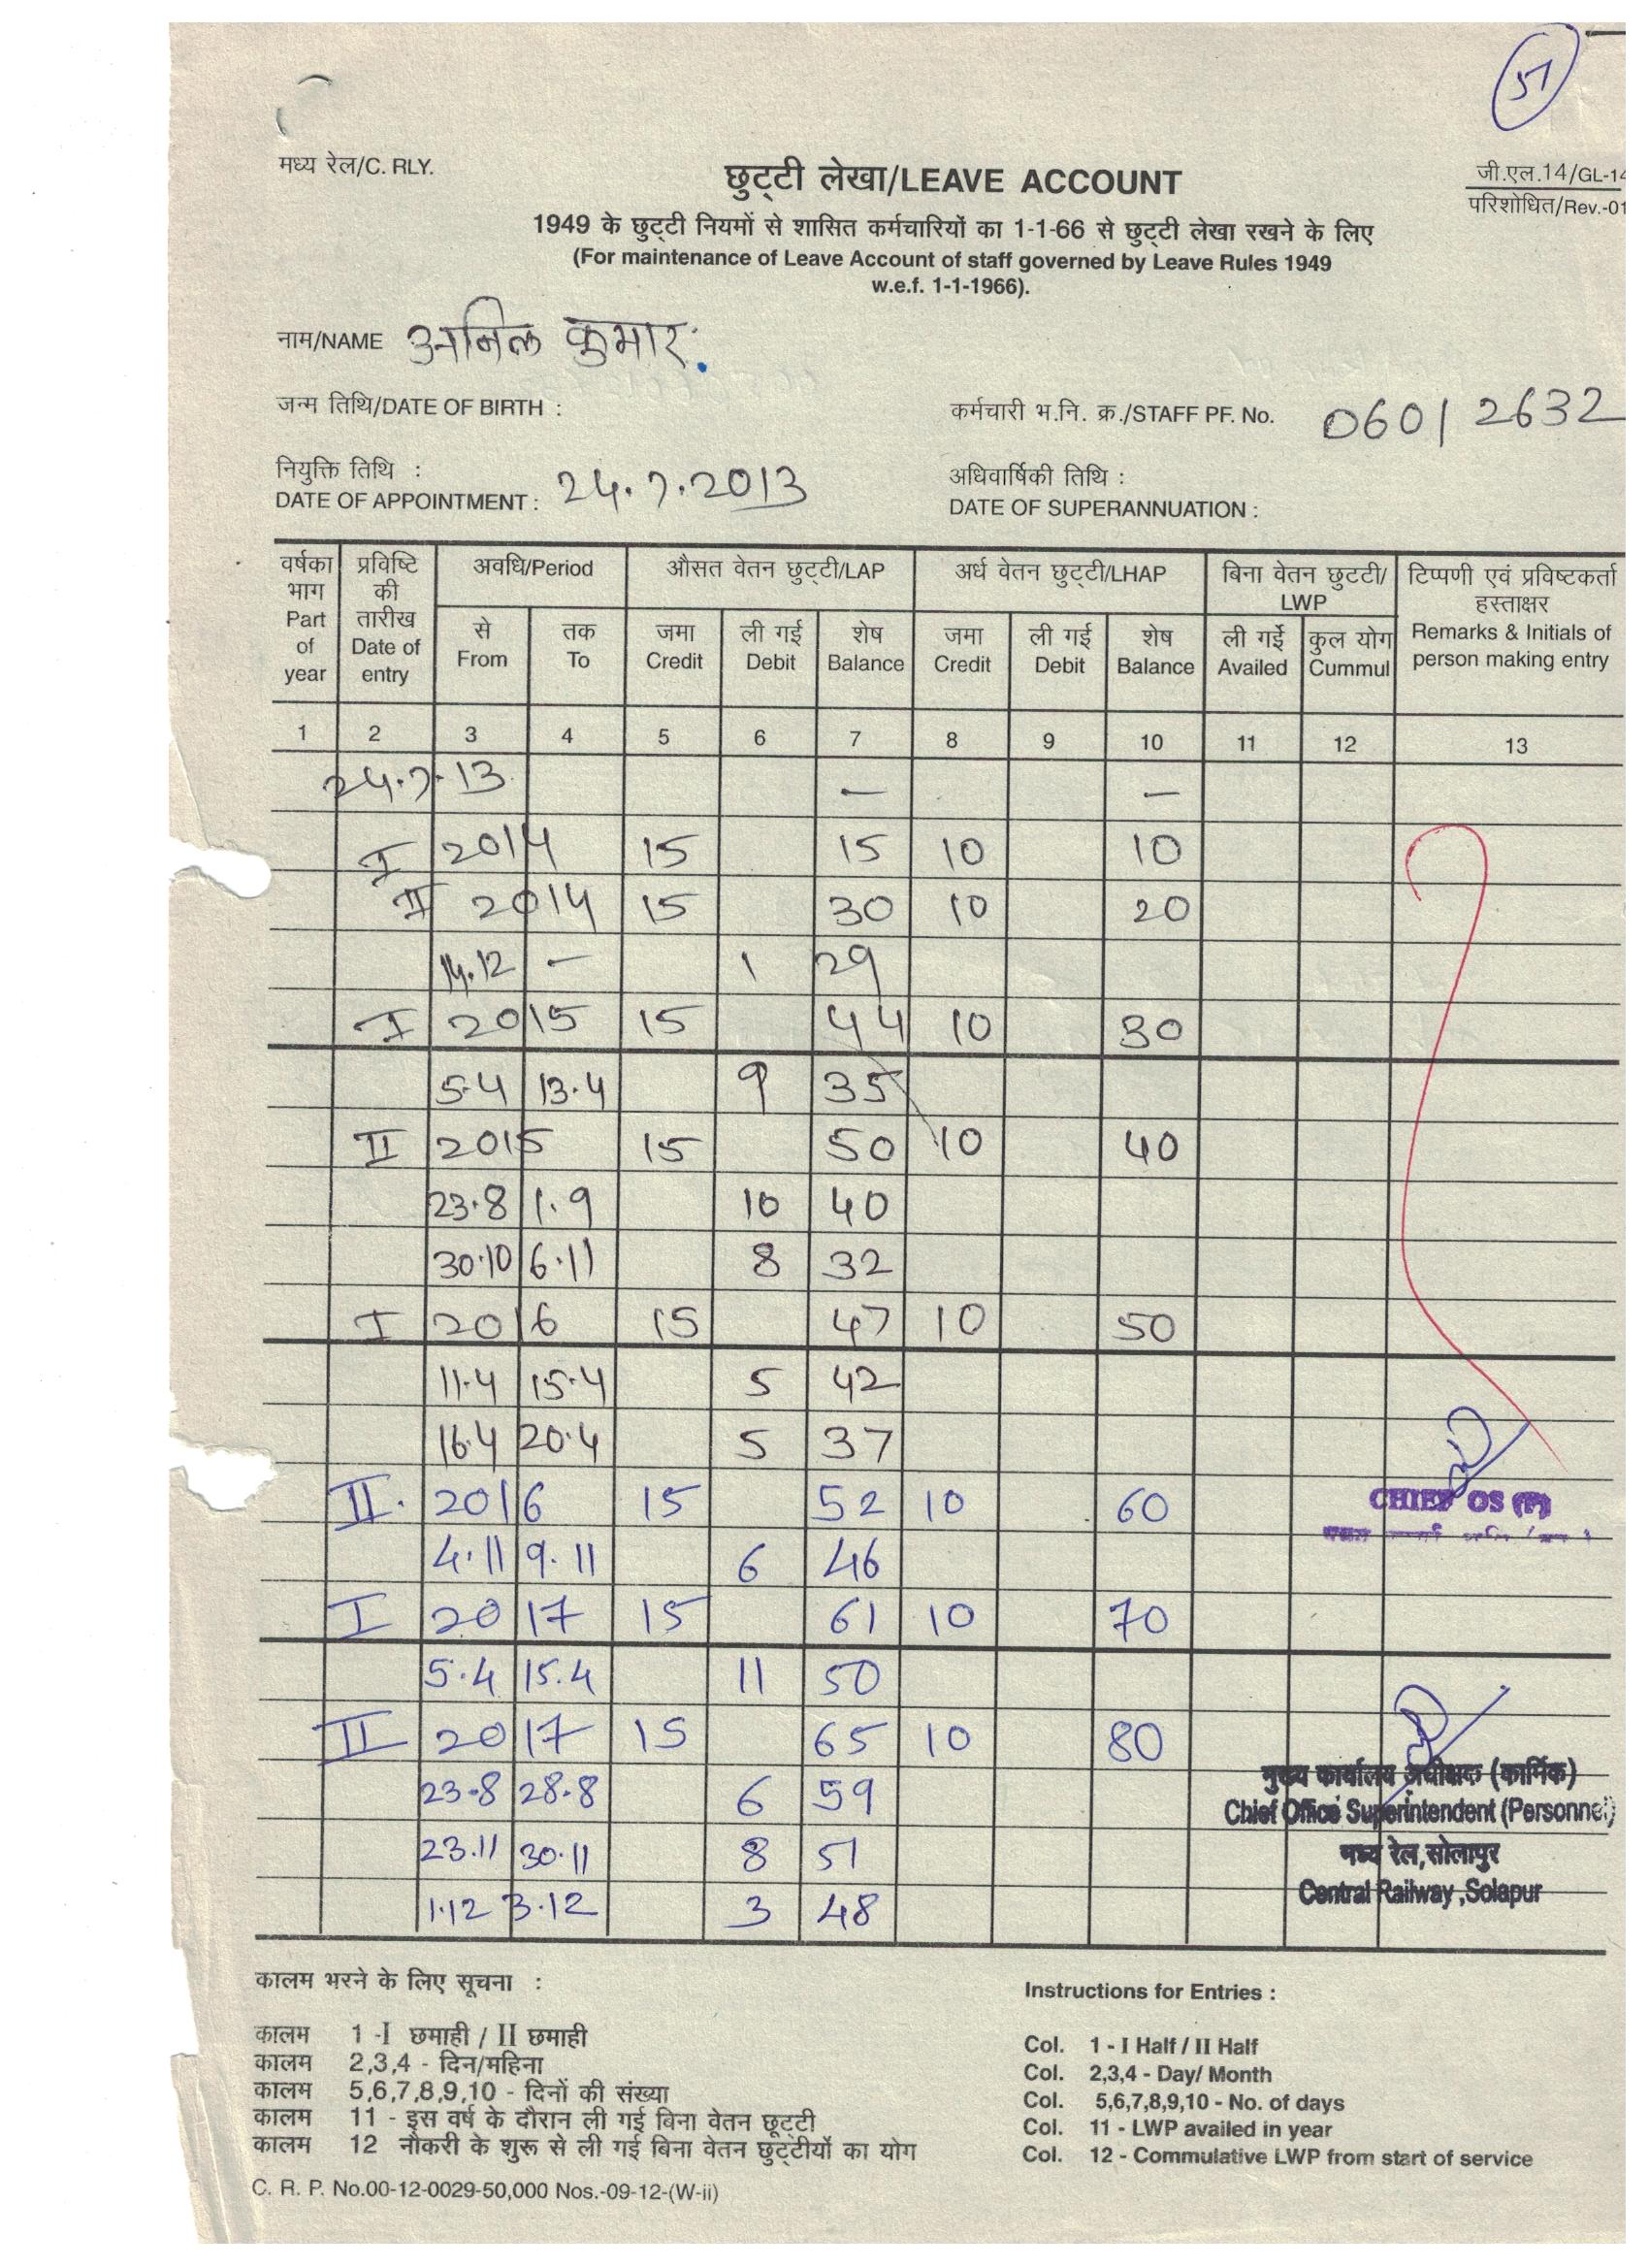 51
मध्य रेल/C. RLY.
छुट्टी लेखा/LEAVE ACCOUNT
जी.एल.14/GL-14
परिशोधित/Rev.-01
1949 के छुट्टी नियमों से शासित कर्मचारियों का 1-1-66 से छुट्टी लेखा रखने के लिए
(For maintenance of Leave Account of staff governed by Leave Rules 1949
w.e.f. 1-1-1966).
नाम/NAME अनिल कुमार.
जन्म तिथि/DATE OF BIRTH : कर्मचारी भ.नि. क्र./STAFF PF. No. 06012632
नियुक्ति तिथि : अधिवार्षिकी तिथि :
DATE OF APPOINTMENT : 24.7.2013 DATE OF SUPERANNUATION :
वर्षका प्रविष्टि अवधि/Period औसत वेतन छुट्टी/LAP अर्ध वेतन छुट्टी/LHAP बिना वेतन छुटटी/ टिप्पणी एवं प्रविष्टकर्ता
भाग की LWP हस्ताक्षर
Part तारीख से तक जमा ली गई शेष जमा ली गई शेष ली गई कुल योग Remarks & Initials of
of Date of From To Credit Debit Balance Credit Debit Balance Availed Cummul person making entry
year entry
1 2 3 4 5 6 7 8 9 10 11 12 13
24.7.13 — —
I 2014 15 15 10 10
II 2014 15 30 10 20
14.12 — 1 29
I 2015 15 44 10 30
5.4 13.4 9 35
II 2015 15 50 10 40
23.8 1.9 10 40
30.10 6.11 8 32
I 2016 15 47 10 50
11.4 15.4 5 42
16.4 20.4 5 37
II. 2016 15 52 10 60 CHIEF OS (P)
4.11 9.11 6 46
I 2017 15 61 10 70
5.4 15.4 11 50
II 2017 15 65 10 80
23.8 28.8 6 59
23.11 30.11 8 51
1.12 3.12 3 48
मुख्य कार्यालय अधीक्षक (कार्मिक)
Chief Office Superintendent (Personnel)
मध्य रेल,सोलापुर
Central Railway,Solapur
कालम भरने के लिए सूचना :
कालम 1 -I छमाही / II छमाही
कालम 2,3,4 - दिन/महिना
कालम 5,6,7,8,9,10 - दिनों की संख्या
कालम 11 - इस वर्ष के दौरान ली गई बिना वेतन छूट्टी
कालम 12 नौकरी के शुरू से ली गई बिना वेतन छुट्टीयों का योग
C. R. P. No.00-12-0029-50,000 Nos.-09-12-(W-ii)
Instructions for Entries :
Col. 1 - I Half / II Half
Col. 2,3,4 - Day/ Month
Col. 5,6,7,8,9,10 - No. of days
Col. 11 - LWP availed in year
Col. 12 - Commulative LWP from start of service